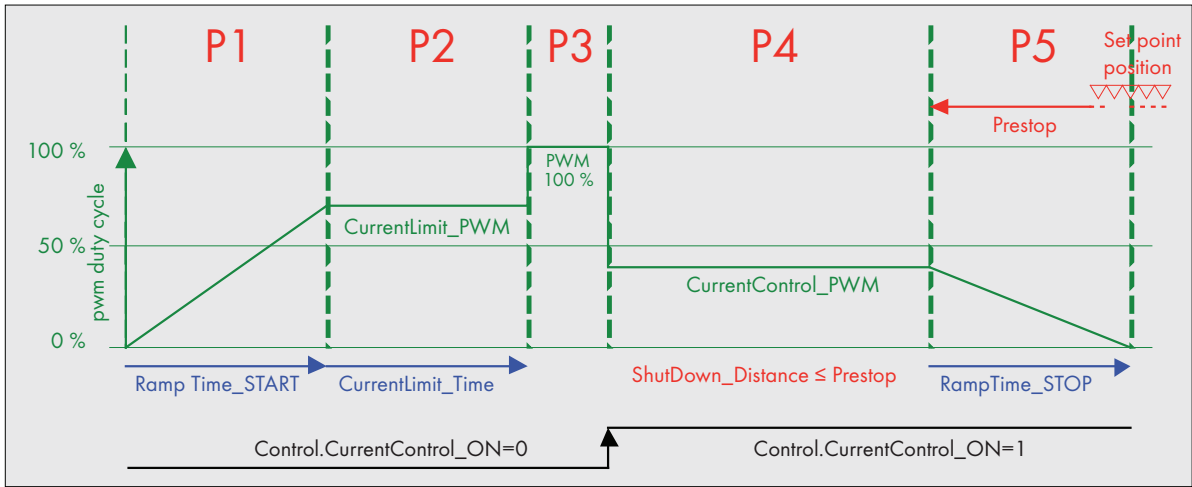 P1
P2
P3
P4
P5
Set point
position
Prestop
100 %
PWM
100 %
CurrentLimit_PWM
50 %
pwm duty cycle
CurrentControl_PWM
0 %
Ramp Time_START
CurrentLimit_Time
ShutDown_Distance ≤ Prestop
RampTime_STOP
Control.CurrentControl_ON=0
Control.CurrentControl_ON=1